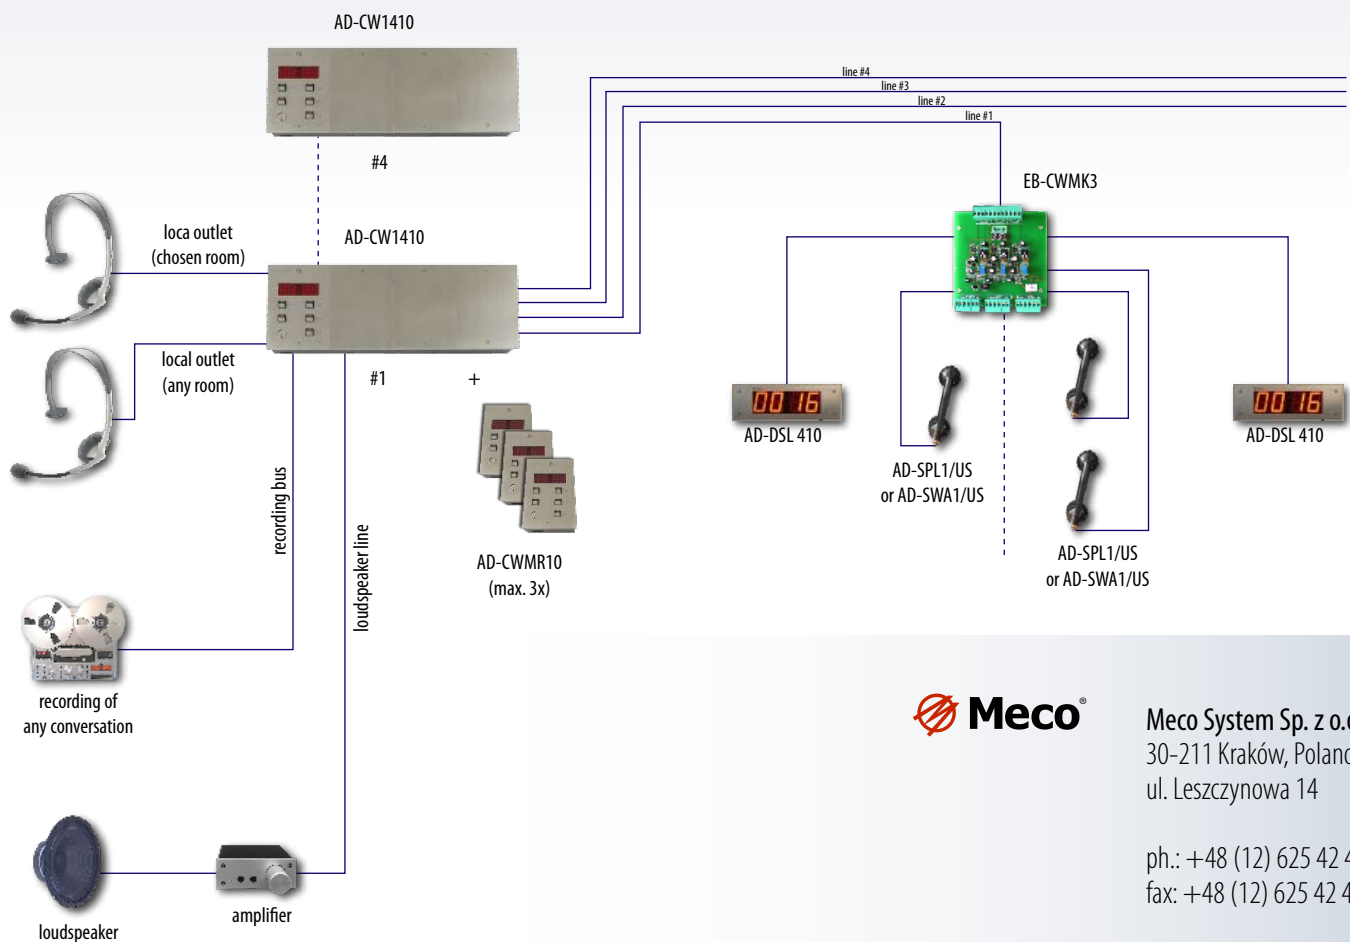 AD-CW1410
#4
line #4
line #3
line #2
line #1
EB-CWMK3
loca outlet
(chosen room)
AD-CW1410
local outlet
(any room)
#1
+
AD-CWMR10
(max. 3x)
00 16
AD-DSL 410
AD-SPL1/US
or AD-SWA1/US
AD-SPL1/US
or AD-SWA1/US
00 16
AD-DSL 410
recording bus
loudspeaker line
recording of
any conversation
loudspeaker
amplifier
Meco®
Meco System Sp. z o.o
30-211 Kraków, Poland
ul. Leszczynowa 14
ph.: +48 (12) 625 42 4
fax: +48 (12) 625 42 4